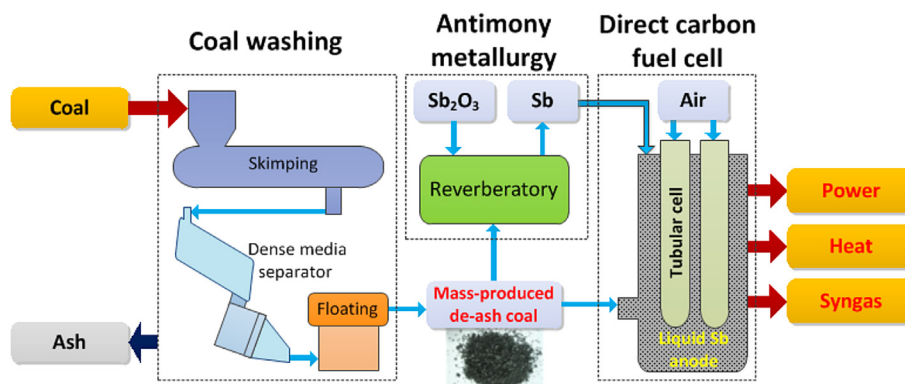 Coal washing
Antimony
metallurgy
Direct carbon
fuel cell
Coal
Skimping
Dense media
separator
Floating
Ash
Sb₂O₃
Sb
Reverberatory
Mass-produced
de-ash coal
Air
Tubular cell
Liquid Sb
anode
Power
Heat
Syngas